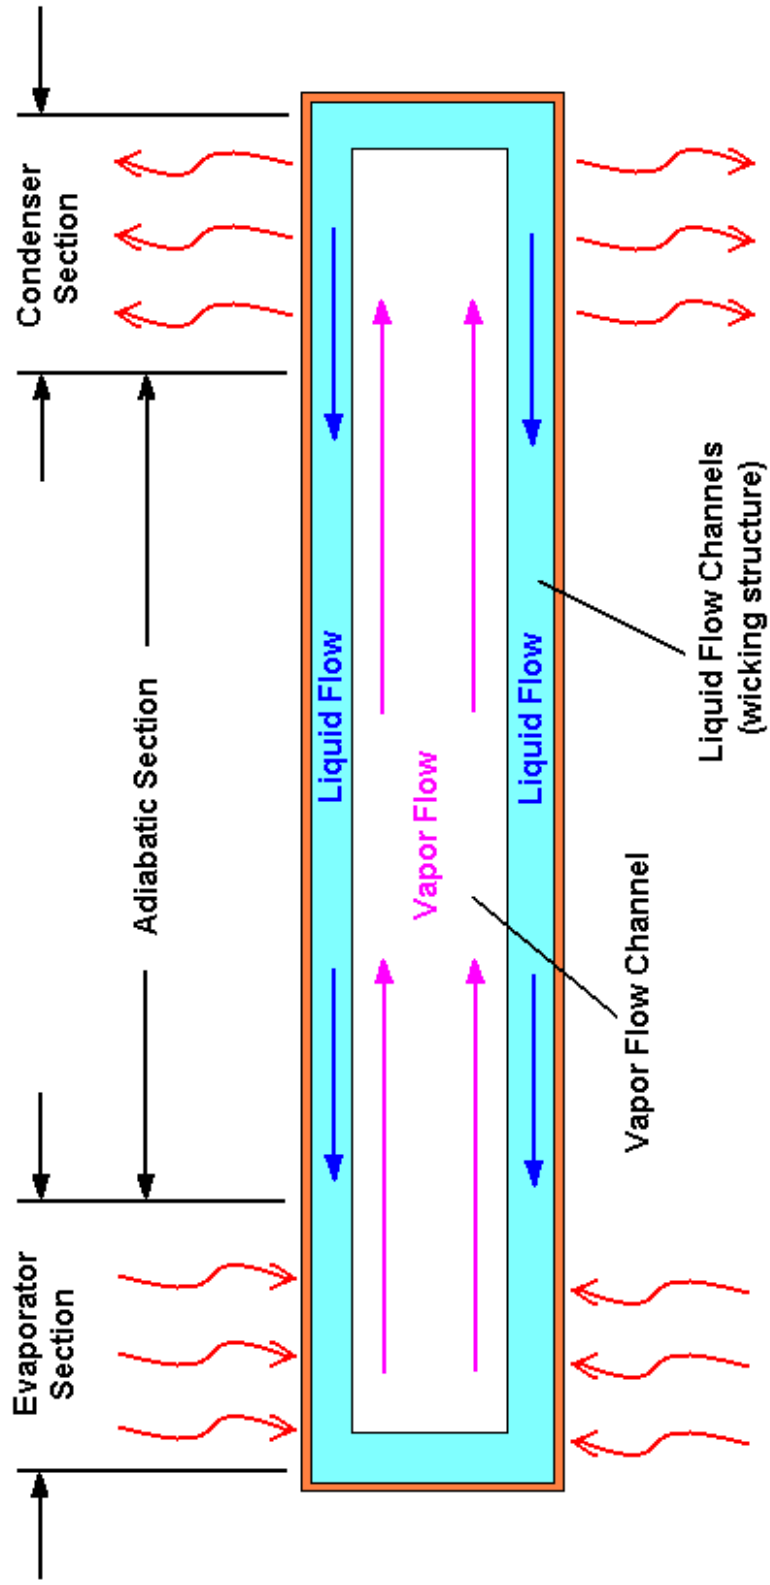 Evaporator
Section
Adiabatic Section
Condenser
Section
Liquid Flow
Vapor Flow
Liquid Flow
Vapor Flow Channel
Liquid Flow Channels
(wicking structure)